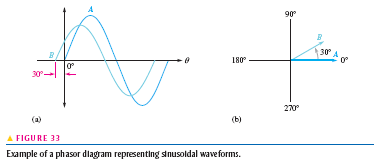 A
90°
B
B
30°
A
θ
180°
0°
0°
30°
270°
(a)
(b)
▲ FIGURE 33
Example of a phasor diagram representing sinusoidal waveforms.